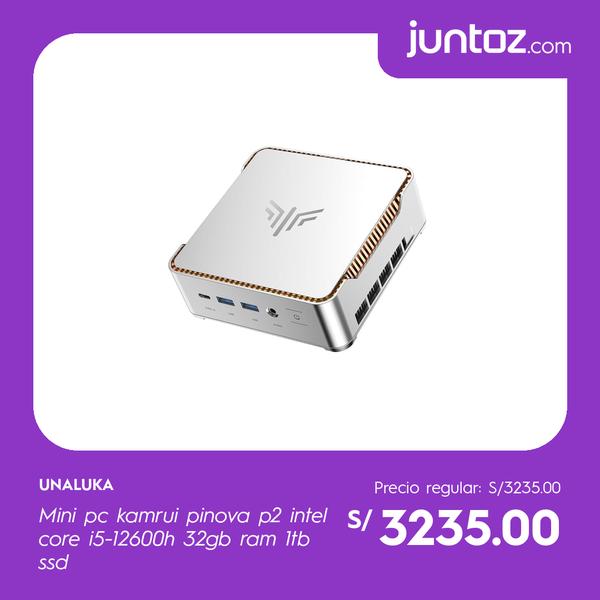 juntoz.com
UNALUKA
Mini pc kamrui pinova p2 intel
core i5-12600h 32gb ram 1tb
ssd
Precio regular: S/3235.00
S/ 3235.00